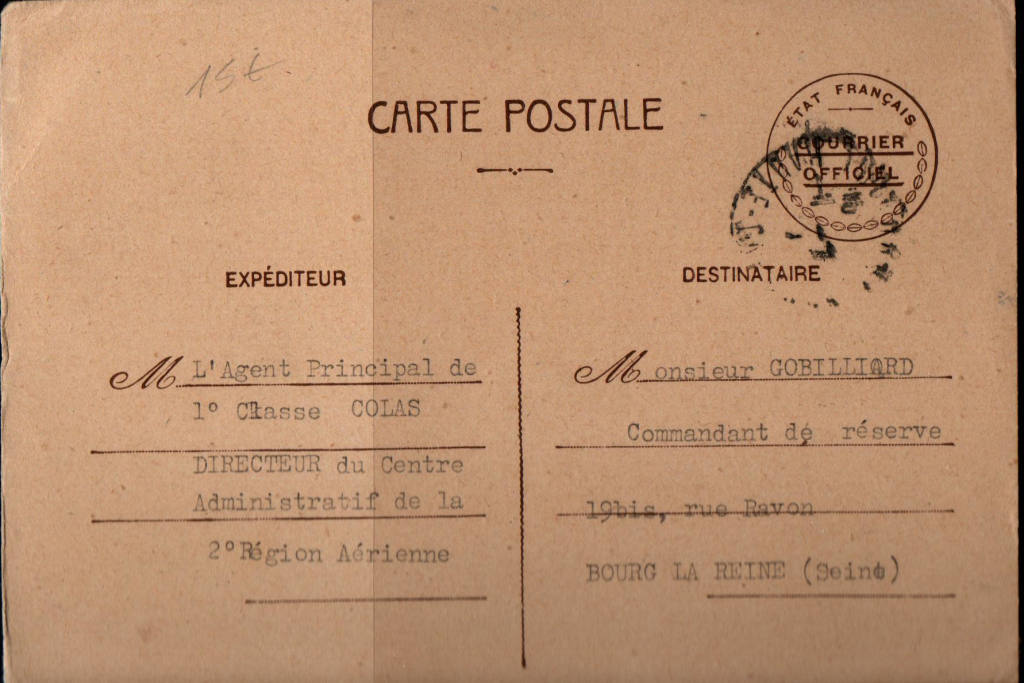 15t
CARTE POSTALE
ÉTAT FRANÇAIS
COURRIER
OFFICIEL
EXPÉDITEUR
M L'Agent Principal de
1° Classe COLAS
DIRECTEUR du Centre
Administratif de la
2° Région Aérienne
DESTINATAIRE
Monsieur GOBILLIARD
Commandant de réserve
19bis, rue Ravon
BOURG LA REINE (Seine)